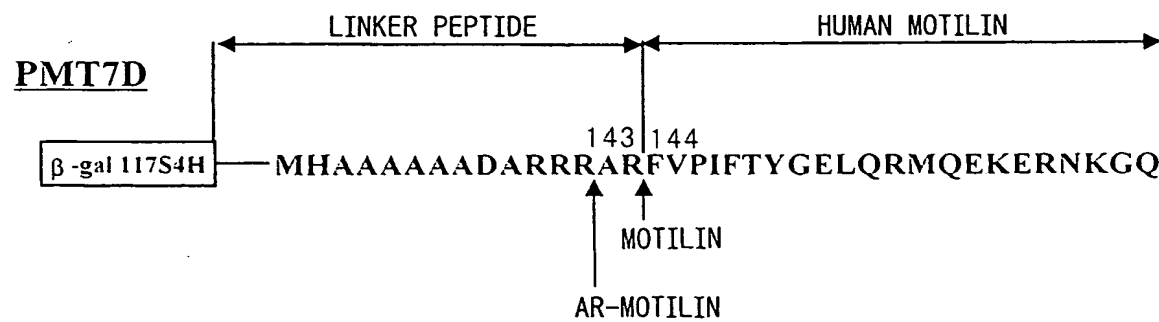 LINKER PEPTIDE HUMAN MOTILIN
PMT7D
143 144
β-gal 117S4H MHAAAAAADARRRARFVPIFTYGELQRMQEKERNKGQ
MOTILIN
AR-MOTILIN